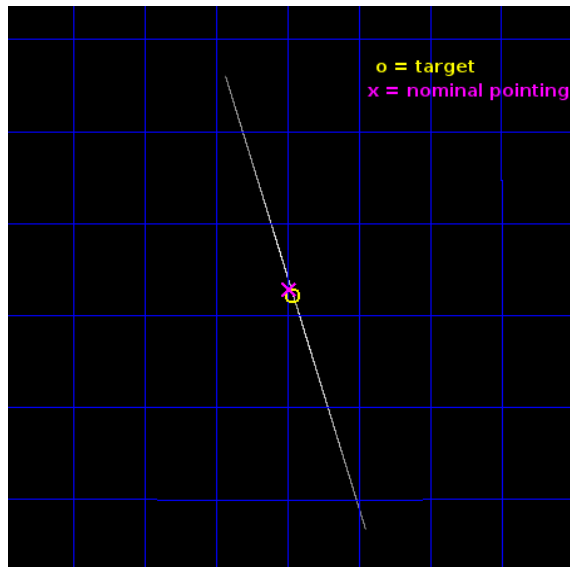 o = target
x = nominal pointing